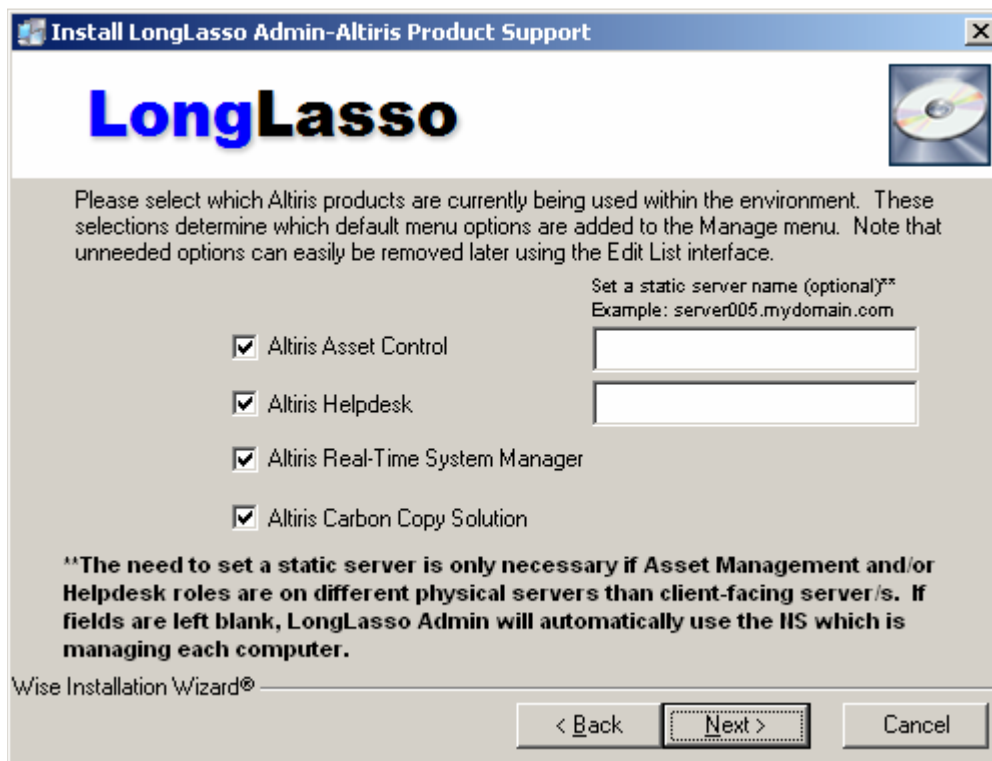 Install LongLasso Admin-Altiris Product Support
LongLasso
Please select which Altiris products are currently being used within the environment.  These
selections determine which default menu options are added to the Manage menu.  Note that
unneeded options can easily be removed later using the Edit List interface.
Set a static server name (optional)**
Example: server005.mydomain.com
Altiris Asset Control
Altiris Helpdesk
Altiris Real-Time System Manager
Altiris Carbon Copy Solution
**The need to set a static server is only necessary if Asset Management and/or
Helpdesk roles are on different physical servers than client-facing server/s.  If
fields are left blank, LongLasso Admin will automatically use the NS which is
managing each computer.
Wise Installation Wizard®
< Back
Next >
Cancel